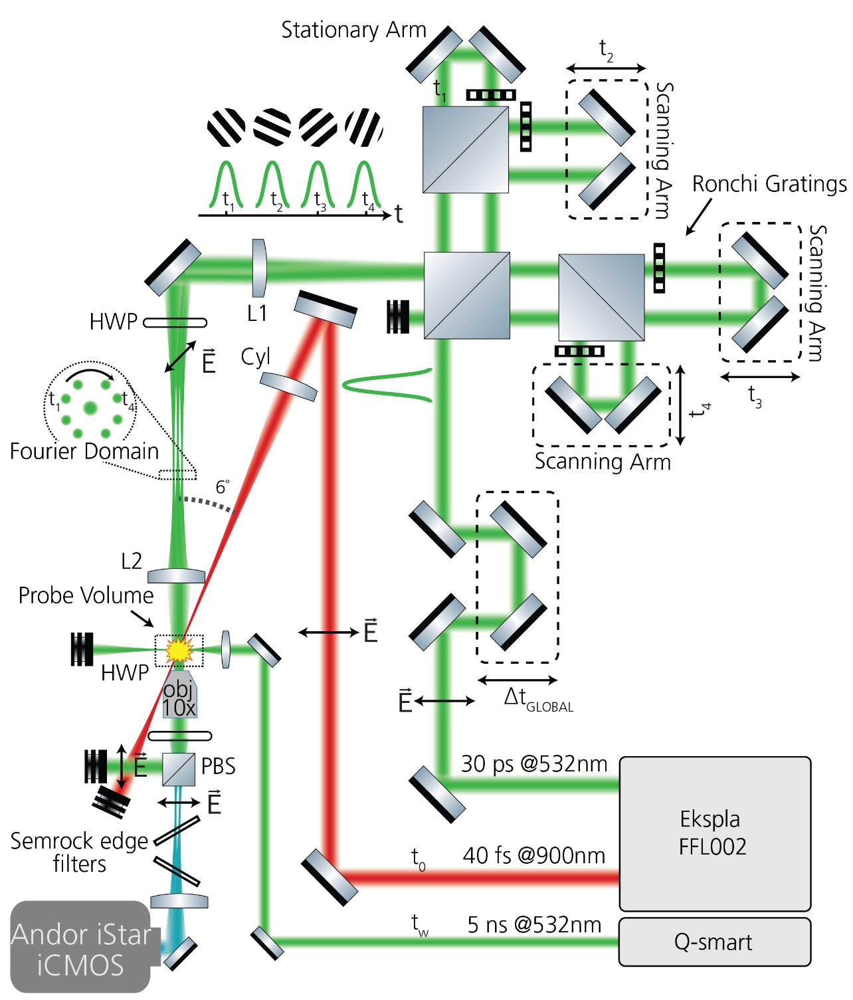 Stationary Arm
t2
Scanning Arm
t1
Ronchi Gratings
t1 t2 t3 t4
t
Scanning Arm
L1
HWP
E
Cyl
t3
t4
t1 t4
Fourier Domain
Scanning Arm
6°
L2
Probe Volume
E
HWP
obj
10x
E
ΔtGLOBAL
E
PBS
30 ps @532nm
E
Ekspla
FFL002
Semrock edge
filters
t0
40 fs @900nm
tw
5 ns @532nm
Q-smart
Andor iStar
iCMOS